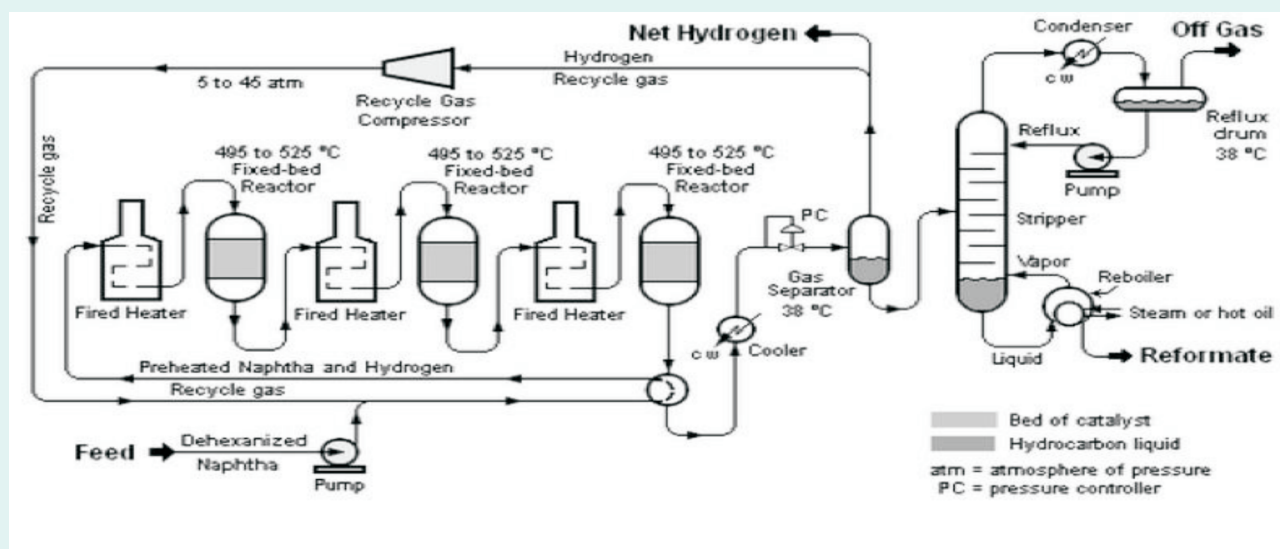 Net Hydrogen
Hydrogen
Recycle gas
5 to 45 atm
Recycle Gas
Compressor
Condenser
Off Gas
cw
Reflux
drum
38 °C
Reflux
Pump
Recycle gas
495 to 525 °C
Fixed-bed
Reactor
495 to 525 °C
Fixed-bed
Reactor
495 to 525 °C
Fixed-bed
Reactor
PC
Stripper
Vapor
Reboiler
Gas
Separator
38 °C
Fired Heater
Fired Heater
Fired Heater
Steam or hot oil
cw
Cooler
Liquid
Reformate
Preheated Naphtha and Hydrogen
Recycle gas
Feed
Dehexanized
Naphtha
Pump
Bed of catalyst
Hydrocarbon liquid
atm = atmosphere of pressure
PC = pressure controller